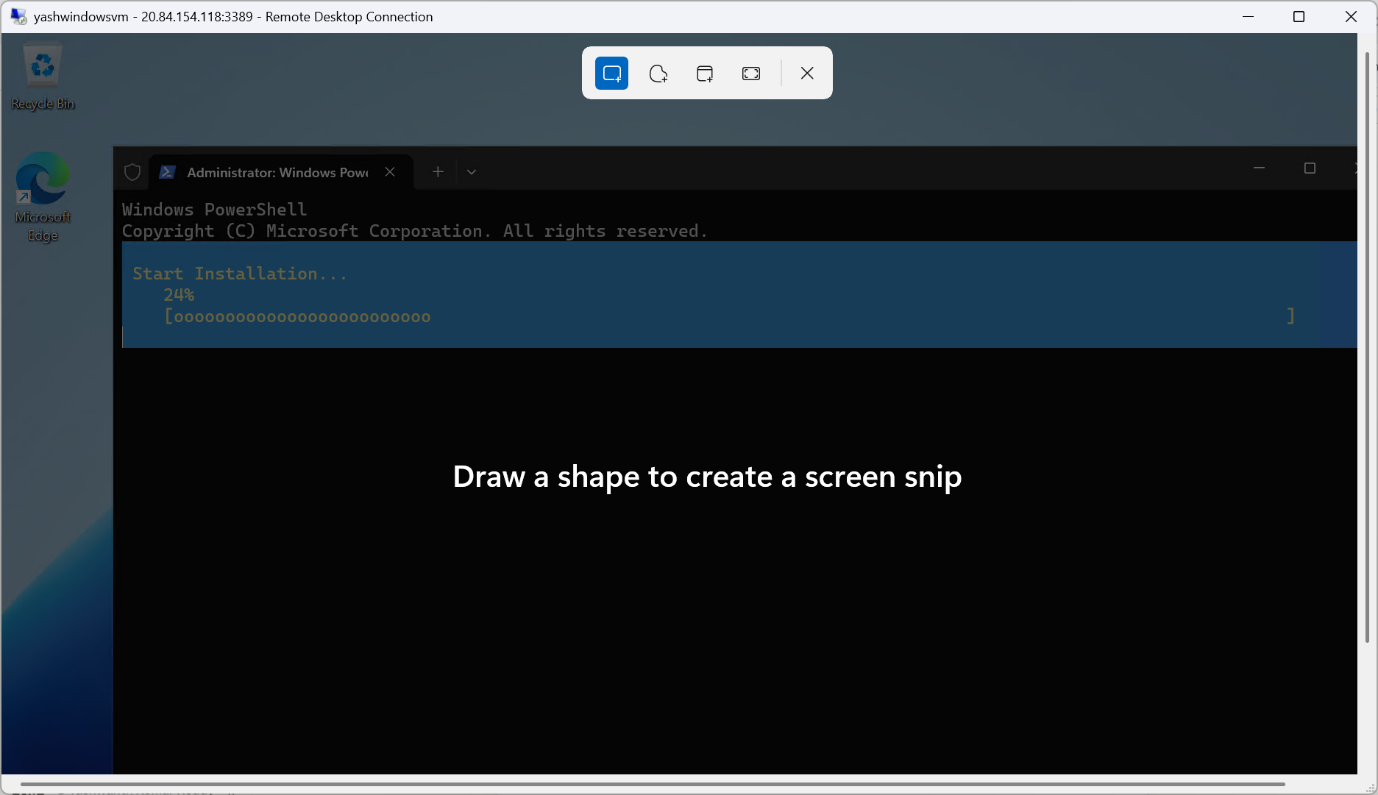 yashwindowsvm - 20.84.154.118:3389 - Remote Desktop Connection
Recycle Bin
Microsoft
Edge
Administrator: Windows Powe
Windows PowerShell
Copyright (C) Microsoft Corporation. All rights reserved.
Start Installation...
24%
[ooooooooooooooooooooooooo ]
Draw a shape to create a screen snip